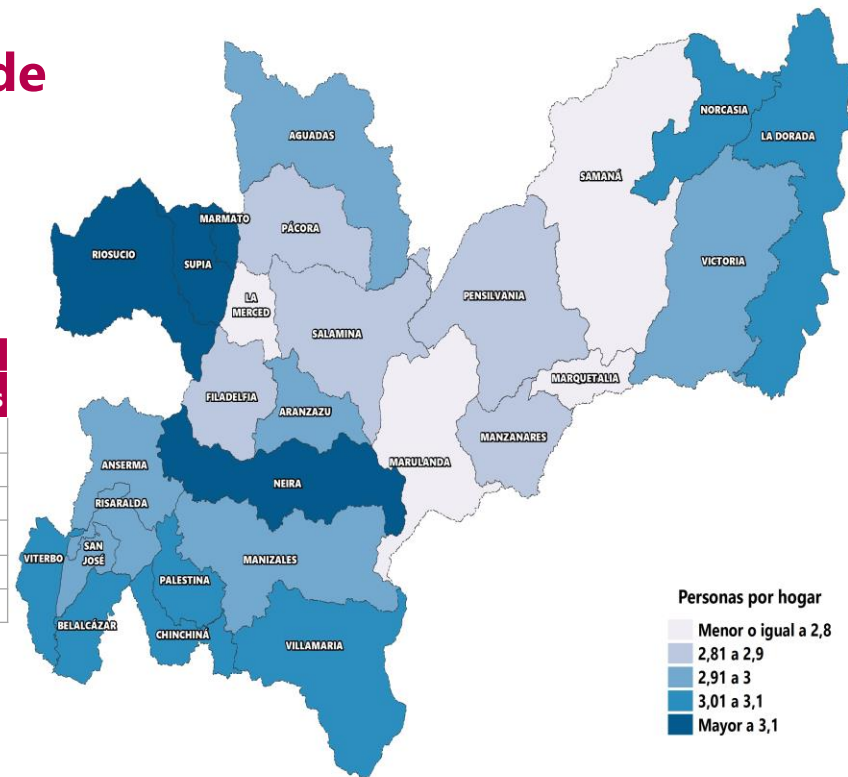 de
s
AGUADAS
NORCASIA
LA DORADA
SAMANÁ
MARMATO
PÁCORA
RIOSUCIO
SUPIA
VICTORIA
LA
MERCED
PENSILVANIA
SALAMINA
MARQUETALIA
FILADELFIA
ARANZAZU
MANZANARES
ANSERMA
MARULANDA
NEIRA
RISARALDA
SAN
JOSÉ
VITERBO
MANIZALES
PALESTINA
BELALCÁZAR
CHINCHINÁ
VILLAMARIA
Personas por hogar
Menor o igual a 2,8
2,81 a 2,9
2,91 a 3
3,01 a 3,1
Mayor a 3,1